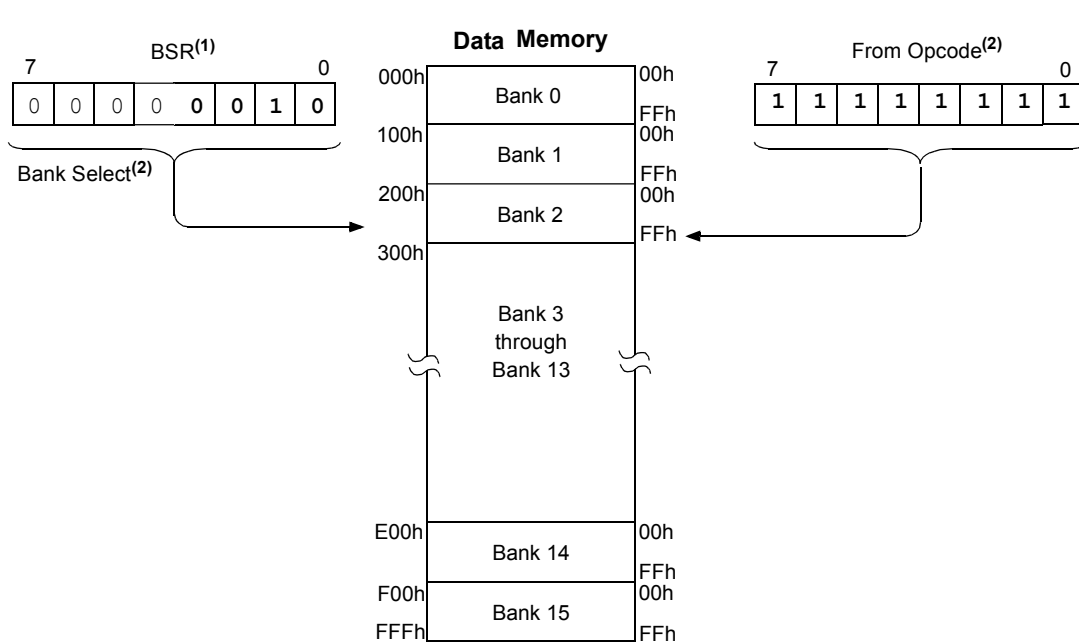 Data Memory
BSR(1)
7 0
0 0 0 0 0 0 1 0
Bank Select(2)
From Opcode(2)
7 0
1 1 1 1 1 1 1 1
000h Bank 0 00h
FFh
100h Bank 1 00h
FFh
200h Bank 2 00h
FFh
300h
Bank 3
through
Bank 13
E00h Bank 14 00h
FFh
F00h Bank 15 00h
FFFh FFh